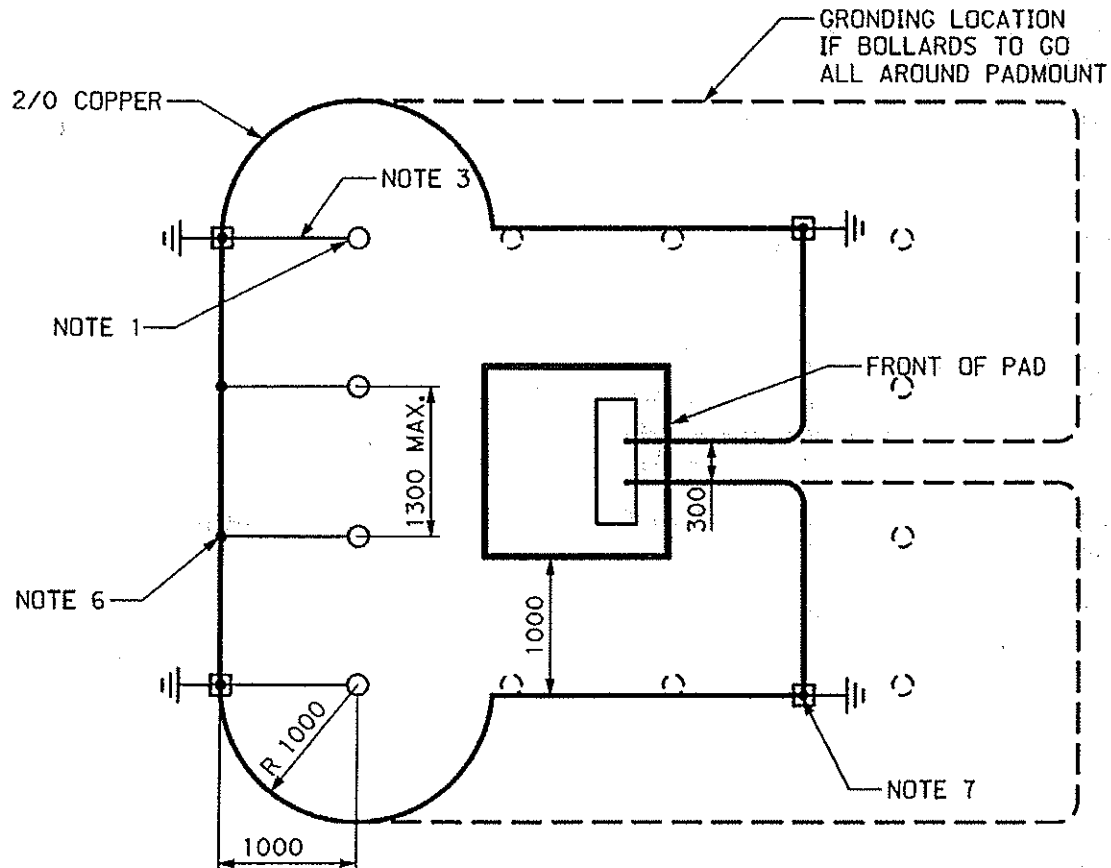 GRONDING LOCATION
IF BOLLARDS TO GO
ALL AROUND PADMOUNT
2/0 COPPER
NOTE 3
NOTE 1
FRONT OF PAD
1300 MAX.
300
NOTE 6
1000
R 1000
NOTE 7
1000